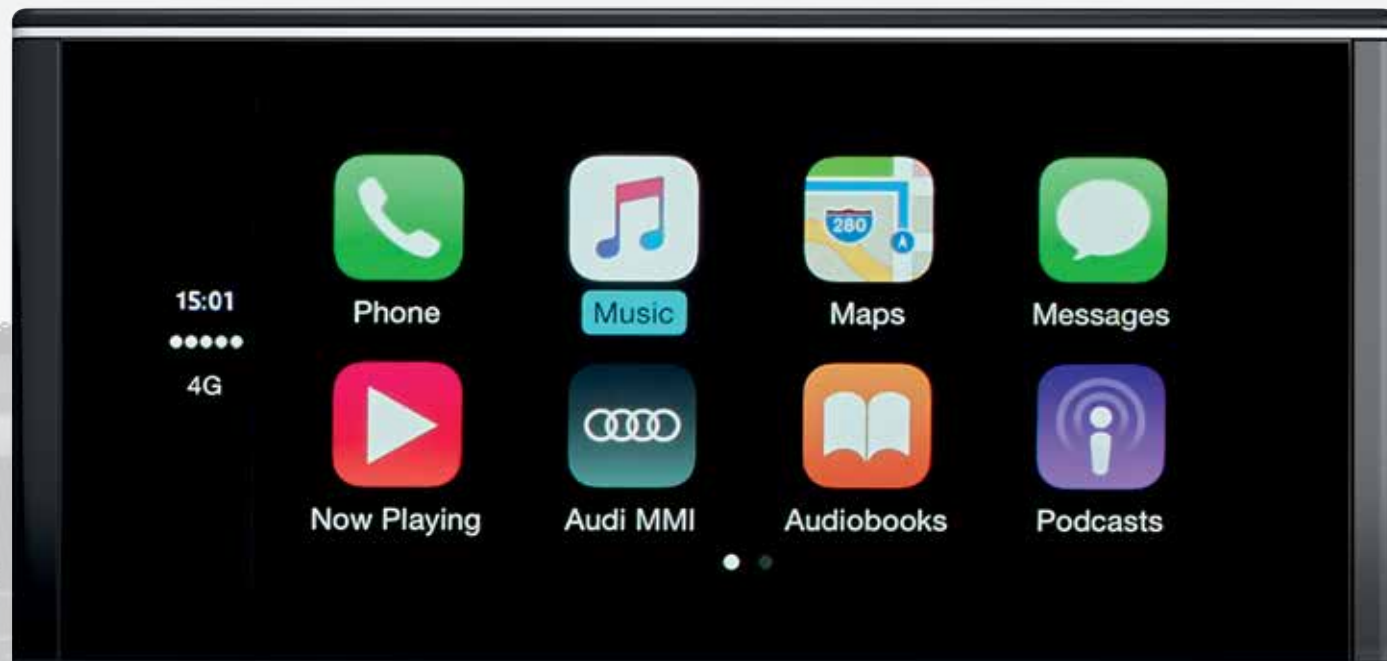 280
15:01
Phone
Music
Maps
Messages
4G
Now Playing
Audi MMI
Audiobooks
Podcasts